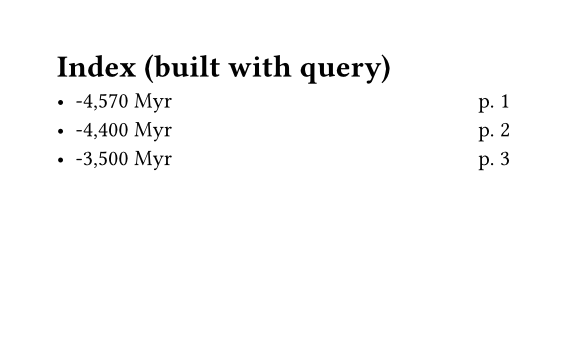 Index (built with query)
• -4,570 Myr p. 1
• -4,400 Myr p. 2
• -3,500 Myr p. 3